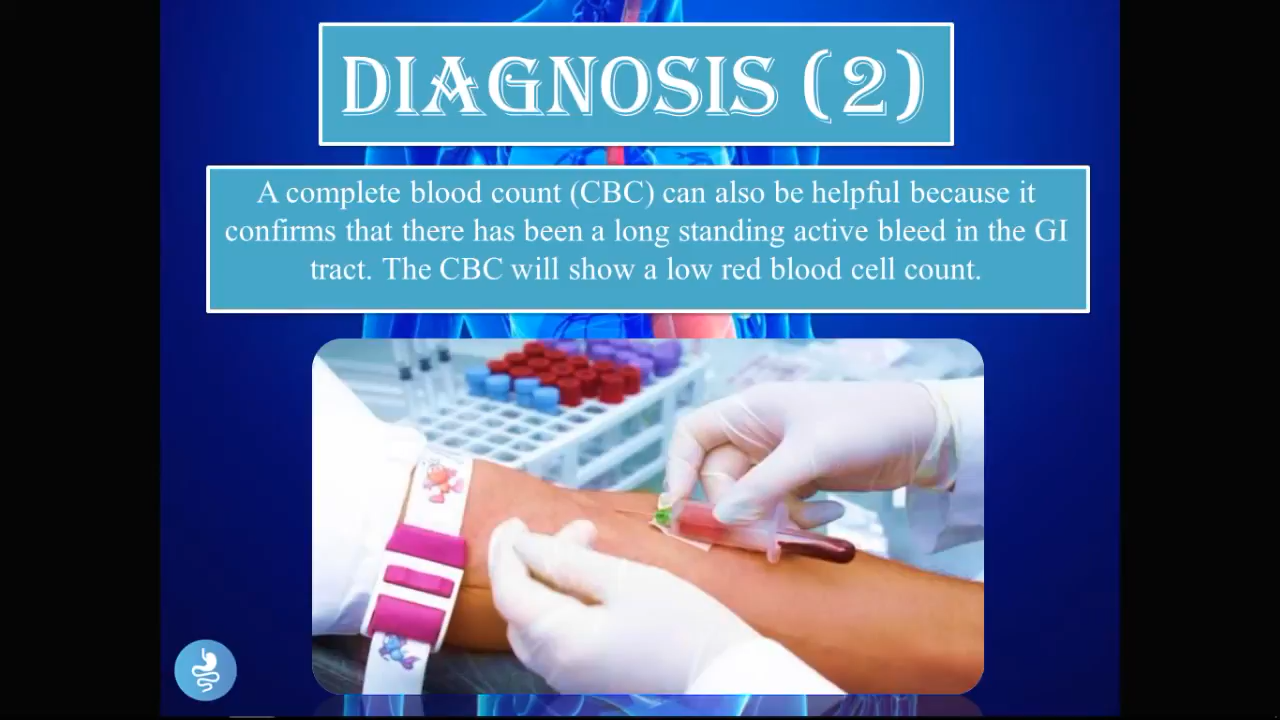 DIAGNOSIS (2)
A complete blood count (CBC) can also be helpful because it
confirms that there has been a long standing active bleed in the GI
tract. The CBC will show a low red blood cell count.